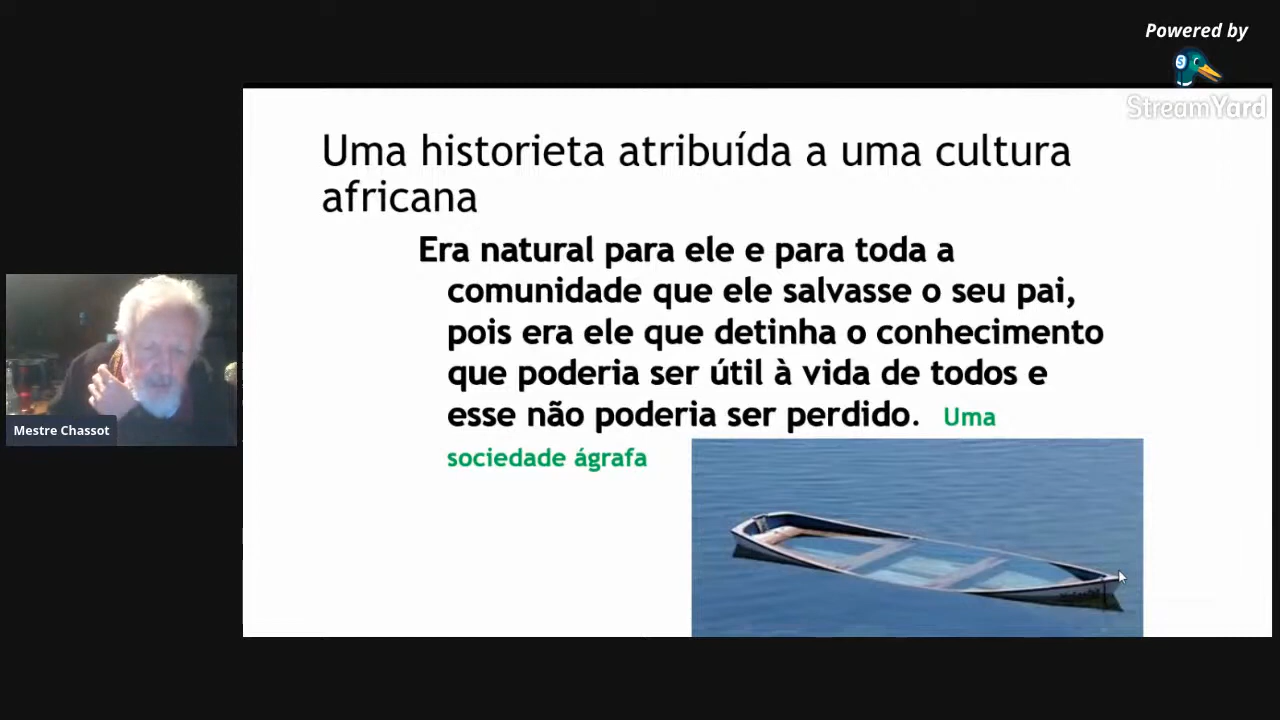 Powered by
StreamYard
Uma historieta atribuída a uma cultura
africana
Era natural para ele e para toda a
comunidade que ele salvasse o seu pai,
pois era ele que detinha o conhecimento
que poderia ser útil à vida de todos e
esse não poderia ser perdido. Uma
sociedade ágrafa
Mestre Chassot